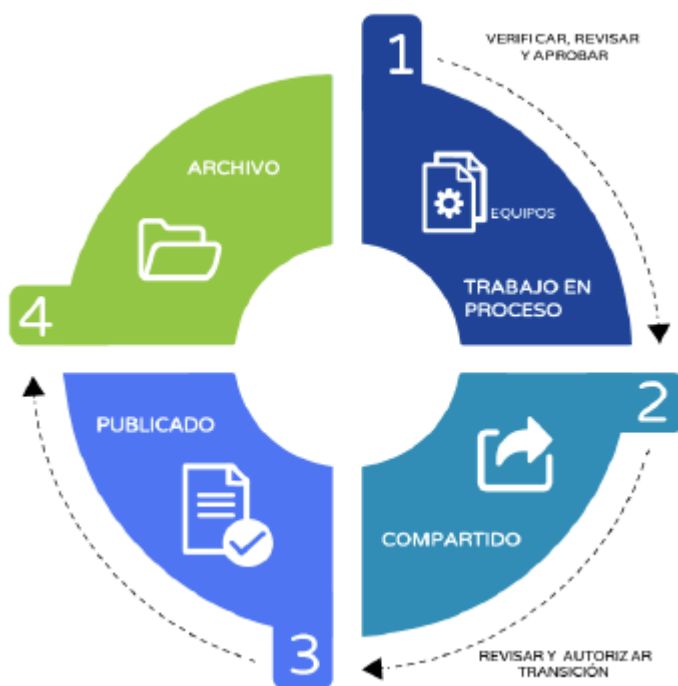 1
VERIFICAR, REVISAR
Y APROBAR
EQUIPOS
TRABAJO EN
PROCESO
2
COMPARTIDO
REVISAR Y AUTORIZAR
TRANSICIÓN
3
PUBLICADO
4
ARCHIVO